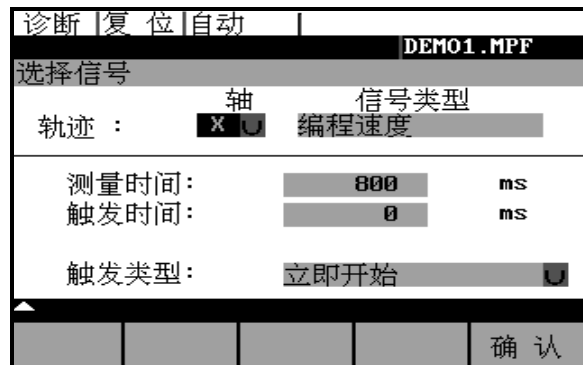 诊断 复 位 自动
DEMO1.MPF
选择信号
轴 信号类型
轨迹 : X 编程速度
测量时间: 800 ms
触发时间: 0 ms
触发类型: 立即开始
确 认